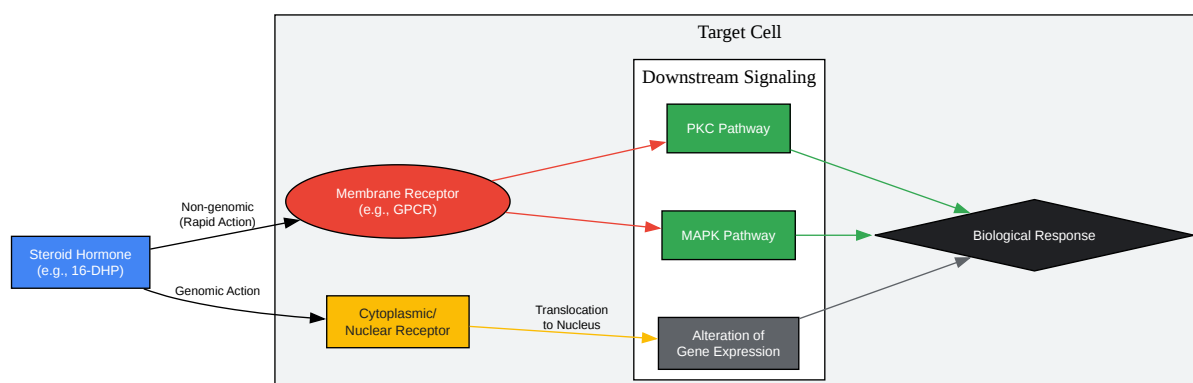 Target Cell
Downstream Signaling
PKC Pathway
Membrane Receptor
(e.g., GPCR)
Non-genomic
(Rapid Action)
MAPK Pathway
Biological Response
Steroid Hormone
(e.g., 16-DHP)
Genomic Action
Cytoplasmic/
Nuclear Receptor
Translocation
to Nucleus
Alteration of
Gene Expression